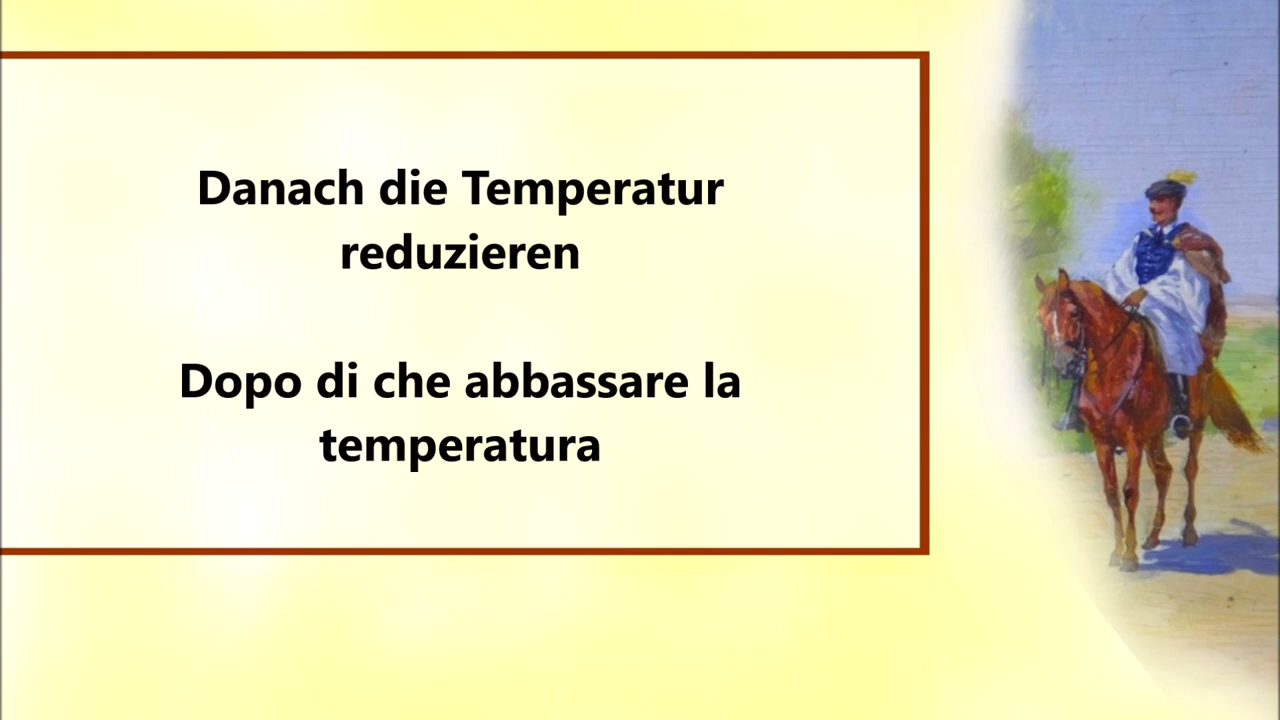 Danach die Temperatur
reduzieren
Dopo di che abbassare la
temperatura